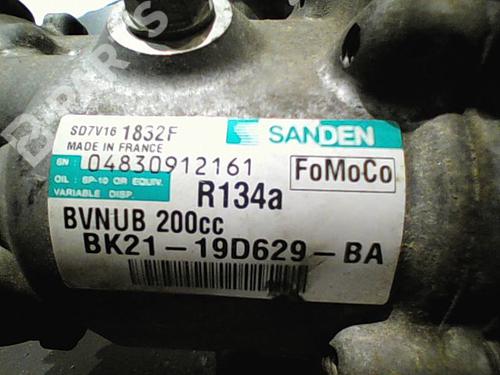 B-PARTS
SD7V16 1832F
MADE IN FRANCE
SANDEN
SN: 04830912161
OIL: SP-10 OR EQUIV.
VARIABLE DISP.
R134a
FoMoCo
BVNUB 200cc
BK21-19D629-BA